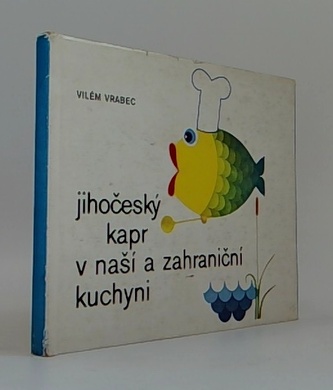 VILÉM VRABEC
jihočeský
kapr
v naší a zahraniční
kuchyni